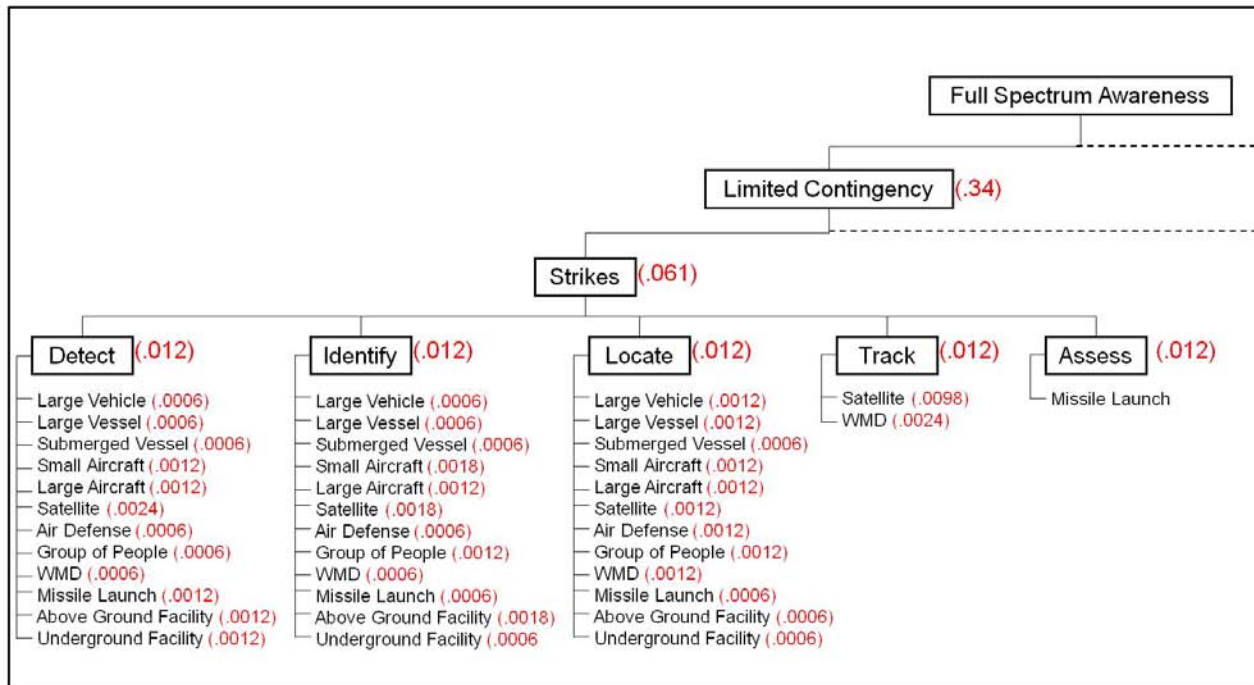 Full Spectrum Awareness
Limited Contingency (.34)
Strikes (.061)
Detect (.012)
Large Vehicle (.0006)
Large Vessel (.0006)
Submerged Vessel (.0006)
Small Aircraft (.0012)
Large Aircraft (.0012)
Satellite (.0024)
Air Defense (.0006)
Group of People (.0006)
WMD (.0006)
Missile Launch (.0012)
Above Ground Facility (.0012)
Underground Facility (.0012)
Identify (.012)
Large Vehicle (.0006)
Large Vessel (.0006)
Submerged Vessel (.0006)
Small Aircraft (.0018)
Large Aircraft (.0012)
Satellite (.0018)
Air Defense (.0006)
Group of People (.0012)
WMD (.0006)
Missile Launch (.0006)
Above Ground Facility (.0018)
Underground Facility (.0006
Locate (.012)
Large Vehicle (.0012)
Large Vessel (.0012)
Submerged Vessel (.0006)
Small Aircraft (.0012)
Large Aircraft (.0012)
Satellite (.0012)
Air Defense (.0012)
Group of People (.0012)
WMD (.0012)
Missile Launch (.0006)
Above Ground Facility (.0006)
Underground Facility (.0006)
Track (.012)
Satellite (.0098)
WMD (.0024)
Assess (.012)
Missile Launch